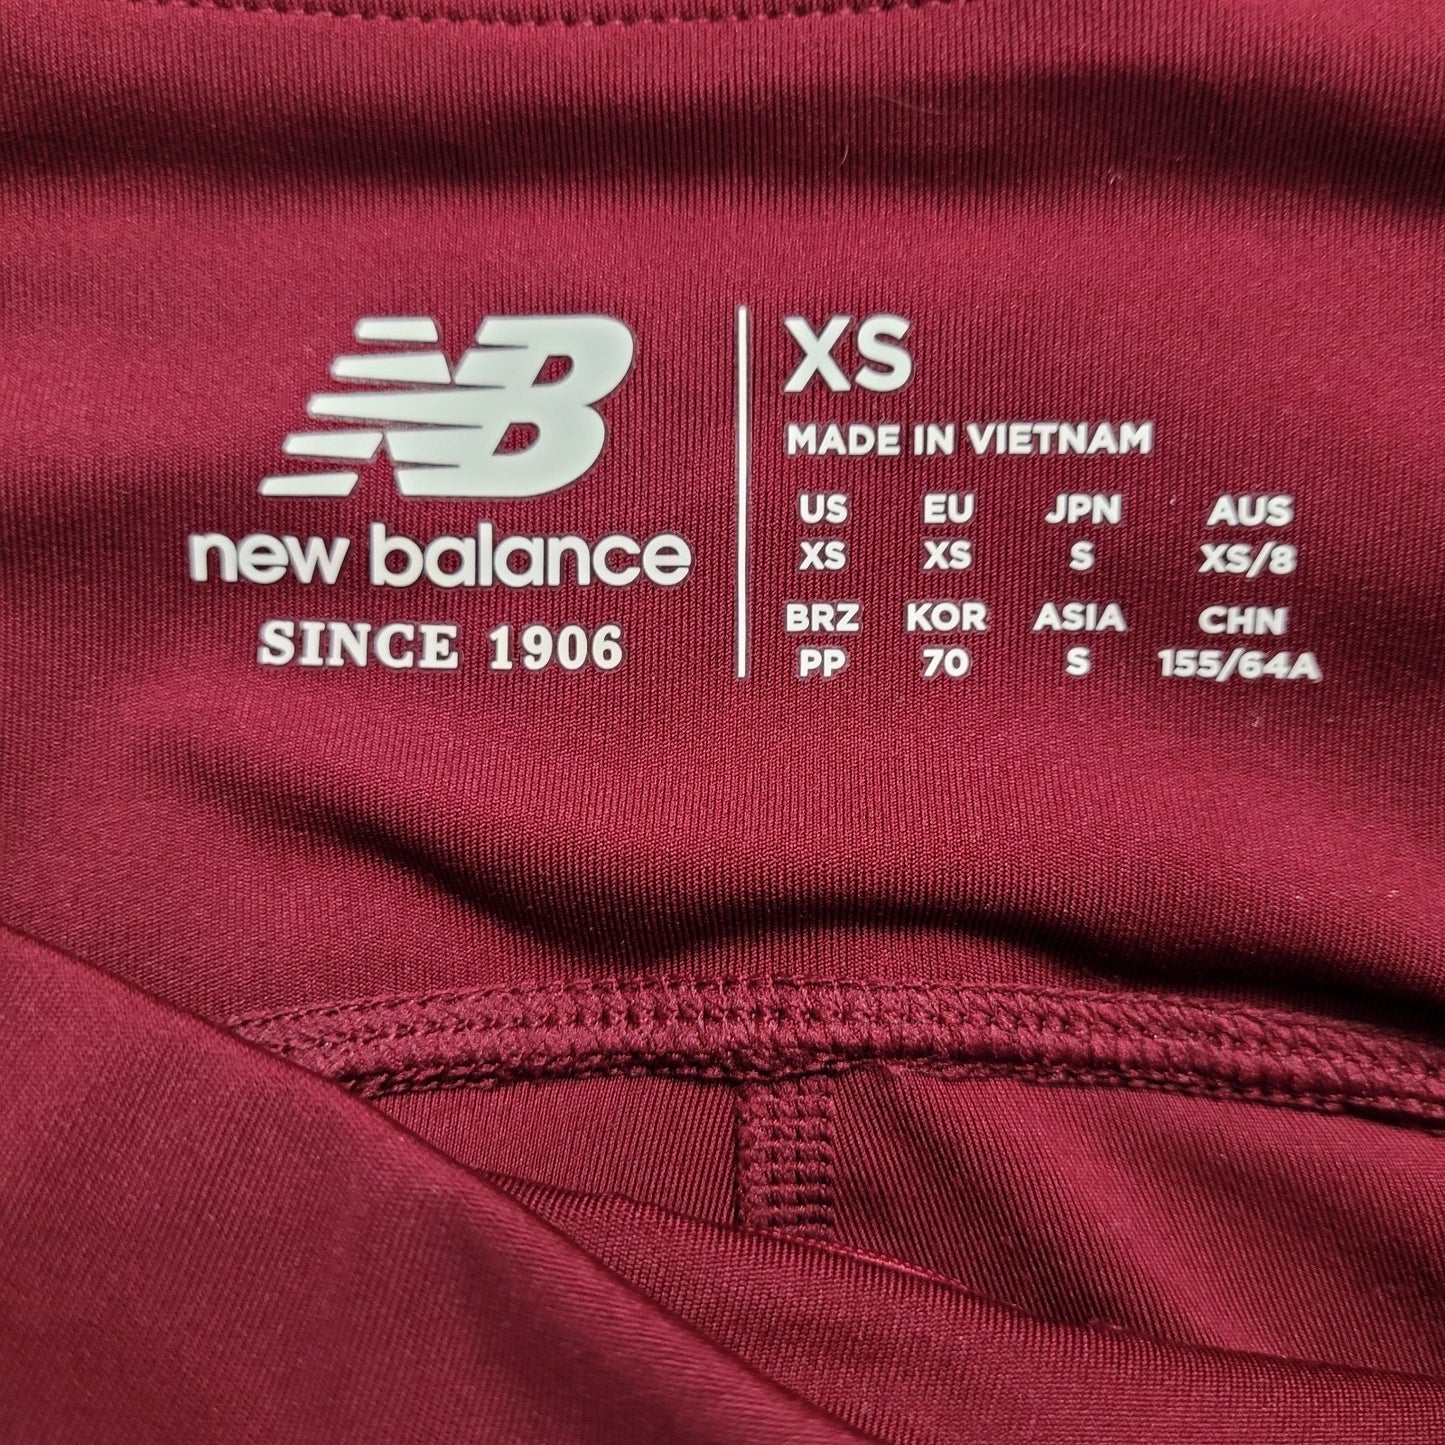 NB
new balance
SINCE 1906
XS
MADE IN VIETNAM
US EU JPN AUS
XS XS S XS/8
BRZ KOR ASIA CHN
PP 70 S 155/64A